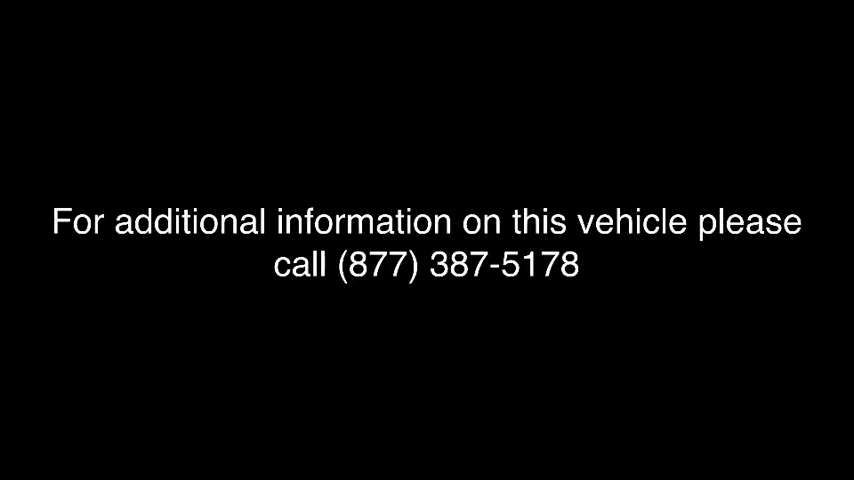 For additional information on this vehicle please
call (877) 387-5178